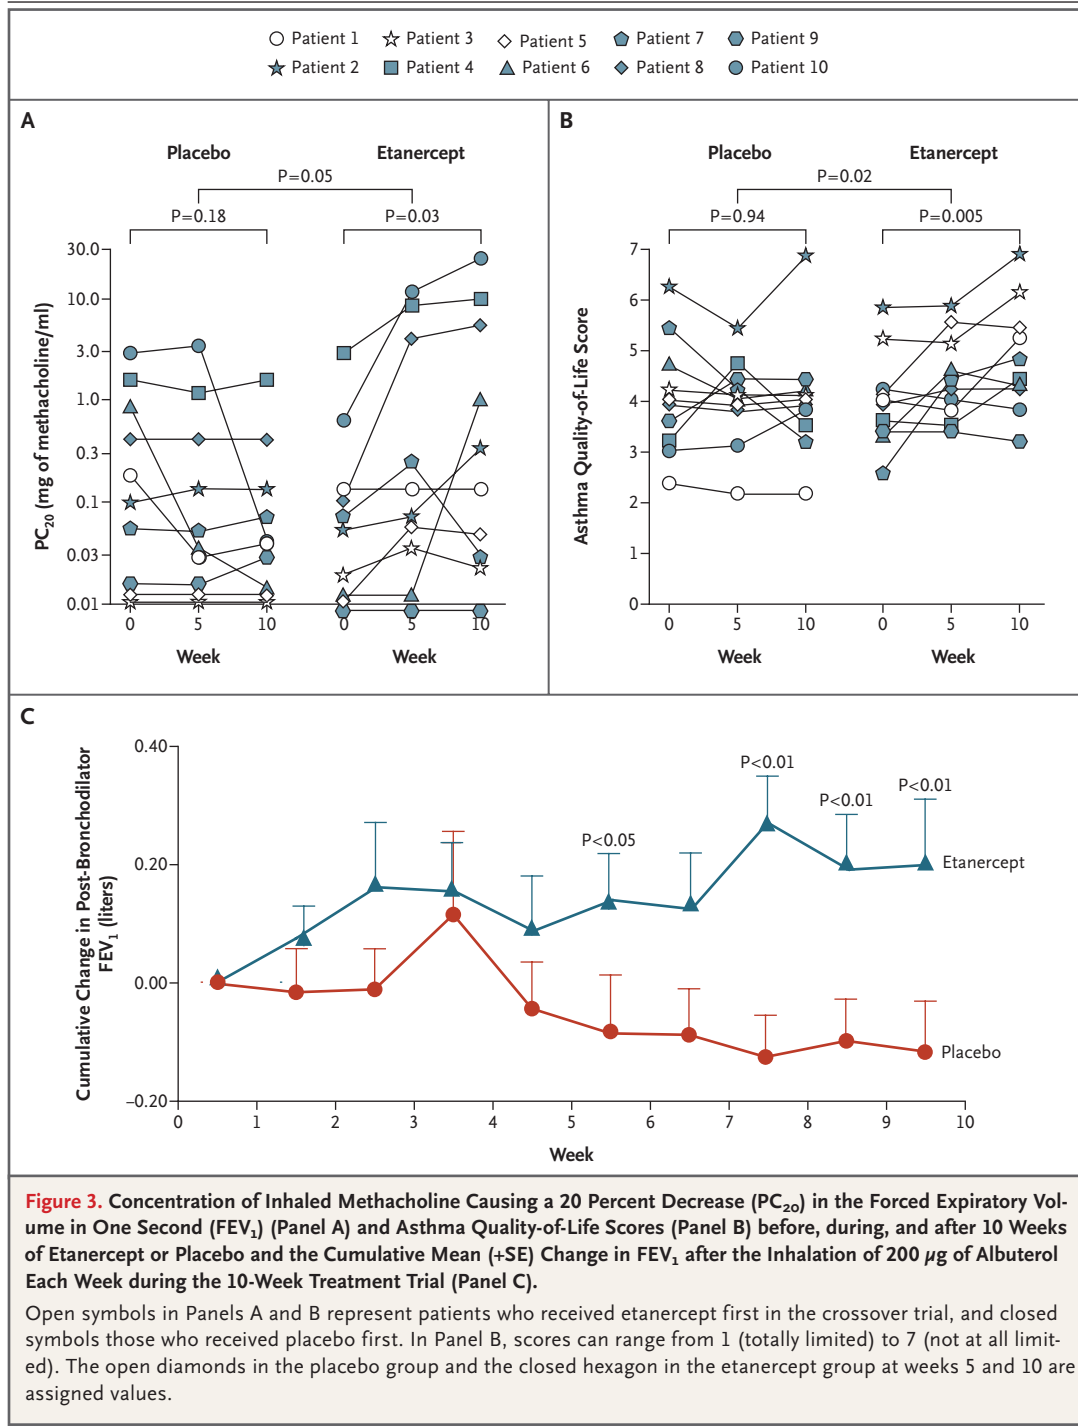 Patient 1 Patient 3 Patient 5 Patient 7 Patient 9
Patient 2 Patient 4 Patient 6 Patient 8 Patient 10
A
Placebo Etanercept
P=0.05
P=0.18 P=0.03
PC20 (mg of methacholine/ml)
30.0
10.0
3.0
1.0
0.3
0.1
0.03
0.01
0 5 10 0 5 10
Week Week
B
Placebo Etanercept
P=0.02
P=0.94 P=0.005
Asthma Quality-of-Life Score
7
6
5
4
3
2
1
0
0 5 10 0 5 10
Week Week
C
Cumulative Change in Post-Bronchodilator
FEV1 (liters)
0.40
0.20
0.00
–0.20
P<0.05
P<0.01
P<0.01
P<0.01
Etanercept
Placebo
0 1 2 3 4 5 6 7 8 9 10
Week
Figure 3. Concentration of Inhaled Methacholine Causing a 20 Percent Decrease (PC20) in the Forced Expiratory Vol-
ume in One Second (FEV1) (Panel A) and Asthma Quality-of-Life Scores (Panel B) before, during, and after 10 Weeks
of Etanercept or Placebo and the Cumulative Mean (+SE) Change in FEV1 after the Inhalation of 200 µg of Albuterol
Each Week during the 10-Week Treatment Trial (Panel C).
Open symbols in Panels A and B represent patients who received etanercept first in the crossover trial, and closed
symbols those who received placebo first. In Panel B, scores can range from 1 (totally limited) to 7 (not at all limit-
ed). The open diamonds in the placebo group and the closed hexagon in the etanercept group at weeks 5 and 10 are
assigned values.